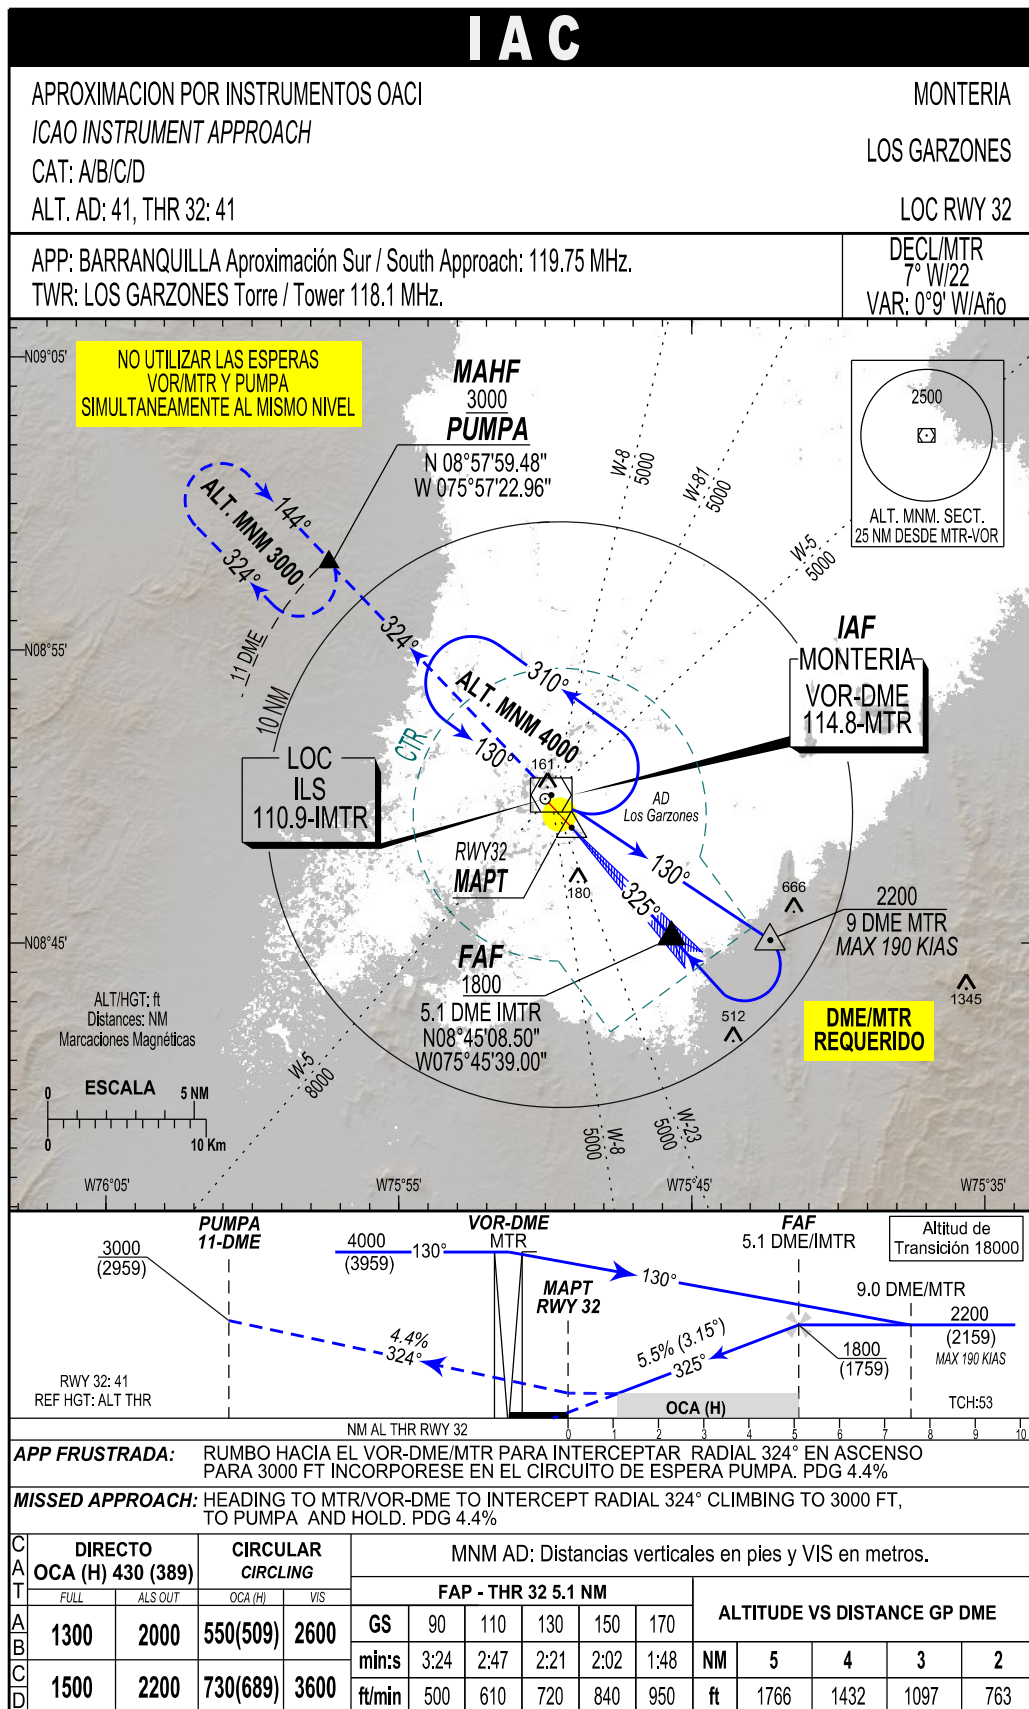 IAC
APROXIMACION POR INSTRUMENTOS OACI
ICAO INSTRUMENT APPROACH
CAT: A/B/C/D
ALT. AD: 41, THR 32: 41
MONTERIA
LOS GARZONES
LOC RWY 32
APP: BARRANQUILLA Aproximación Sur / South Approach: 119.75 MHz.
TWR: LOS GARZONES Torre / Tower 118.1 MHz.
DECL/MTR
7° W/22
VAR: 0°9' W/Año
N09°05'
NO UTILIZAR LAS ESPERAS
VOR/MTR Y PUMPA
SIMULTANEAMENTE AL MISMO NIVEL
MAHF
3000
PUMPA
N 08°57'59.48"
W 075°57'22.96"
W-8
5000
W-81
5000
W-5
5000
2500
ALT. MNM. SECT.
25 NM DESDE MTR-VOR
144°
ALT. MNM 3000
324°
11 DME
324°
N08°55'
10 NM
310°
ALT. MNM 4000
130°
CTR
IAF
MONTERIA
VOR-DME
114.8-MTR
LOC
ILS
110.9-IMTR
161
AD
Los Garzones
RWY32
MAPT
180
130°
325°
666
2200
9 DME MTR
MAX 190 KIAS
N08°45'
FAF
1800
5.1 DME IMTR
N08°45'08.50"
W075°45'39.00"
512
1345
DME/MTR
REQUERIDO
ALT/HGT: ft
Distances: NM
Marcaciones Magnéticas
0 ESCALA 5 NM
0 10 Km
W-5
8000
W-8
5000
W-23
5000
W76°05'
W75°55'
W75°45'
W75°35'
PUMPA
11-DME
VOR-DME
MTR
FAF
5.1 DME/IMTR
Altitud de
Transición 18000
3000
(2959)
4000
(3959)
130°
130°
MAPT
RWY 32
9.0 DME/MTR
2200
(2159)
MAX 190 KIAS
4.4%
324°
5.5% (3.15°)
325°
1800
(1759)
RWY 32: 41
REF HGT: ALT THR
OCA (H)
TCH:53
NM AL THR RWY 32
0 1 2 3 4 5 6 7 8 9 10
APP FRUSTRADA: RUMBO HACIA EL VOR-DME/MTR PARA INTERCEPTAR RADIAL 324° EN ASCENSO
PARA 3000 FT INCORPORESE EN EL CIRCUITO DE ESPERA PUMPA. PDG 4.4%
MISSED APPROACH: HEADING TO MTR/VOR-DME TO INTERCEPT RADIAL 324° CLIMBING TO 3000 FT,
TO PUMPA AND HOLD. PDG 4.4%
CAT
DIRECTO
OCA (H) 430 (389)
CIRCULAR
CIRCLING
MNM AD: Distancias verticales en pies y VIS en metros.
FULL ALS OUT OCA (H) VIS
FAP - THR 32 5.1 NM
ALTITUDE VS DISTANCE GP DME
A
B
1300 2000 550(509) 2600
C
D
1500 2200 730(689) 3600
GS 90 110 130 150 170
min:s 3:24 2:47 2:21 2:02 1:48
ft/min 500 610 720 840 950
NM 5 4 3 2
ft 1766 1432 1097 763